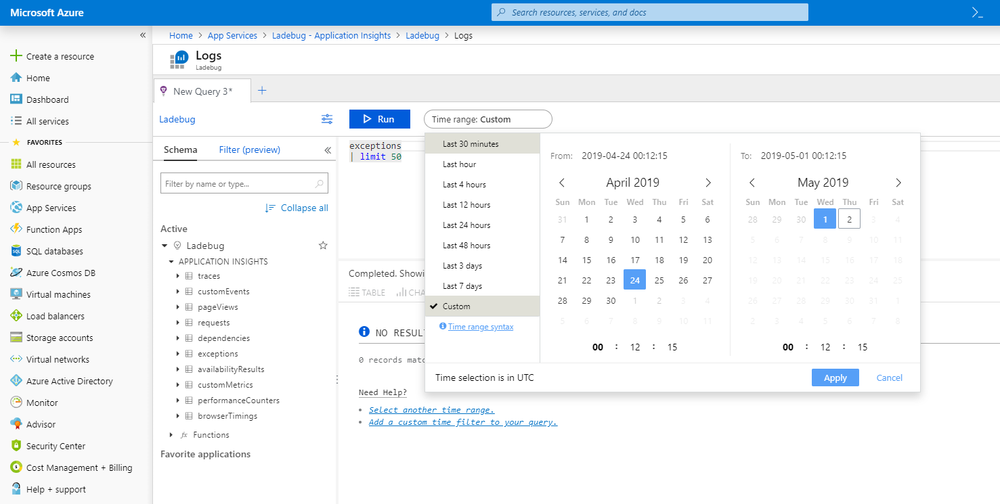 Microsoft Azure
Search resources, services, and docs
Create a resource
Home
Dashboard
All services
FAVORITES
All resources
Resource groups
App Services
Function Apps
SQL databases
Azure Cosmos DB
Virtual machines
Load balancers
Storage accounts
Virtual networks
Azure Active Directory
Monitor
Advisor
Security Center
Cost Management + Billing
Help + support
Home > App Services > Ladebug - Application Insights > Ladebug > Logs
Logs
Ladebug
New Query 3*
Ladebug
Schema Filter (preview)
Filter by name or type...
Collapse all
Active
Ladebug
APPLICATION INSIGHTS
traces
customEvents
pageViews
requests
dependencies
exceptions
availabilityResults
customMetrics
performanceCounters
browserTimings
fx Functions
Favorite applications
Run
Time range: Custom
exceptions
| limit 50
Last 30 minutes
Last hour
Last 4 hours
Last 12 hours
Last 24 hours
Last 48 hours
Last 3 days
Last 7 days
Custom
Time range syntax
From: 2019-04-24 00:12:15
April 2019
Sun Mon Tue Wed Thu Fri Sat
31 1 2 3 4 5 6
7 8 9 10 11 12 13
14 15 16 17 18 19 20
21 22 23 24 25 26 27
28 29 30 1 2 3 4
5 6 7 8 9 10 11
00 : 12 : 15
To: 2019-05-01 00:12:15
May 2019
Sun Mon Tue Wed Thu Fri Sat
28 29 30 1 2 3 4
5 6 7 8 9 10 11
12 13 14 15 16 17 18
19 20 21 22 23 24 25
26 27 28 29 30 31 1
2 3 4 5 6 7 8
00 : 12 : 15
Time selection is in UTC
Apply Cancel
Completed. Showi
TABLE CHA
NO RESUL
0 records matc
Need Help?
Select another time range.
Add a custom time filter to your query.